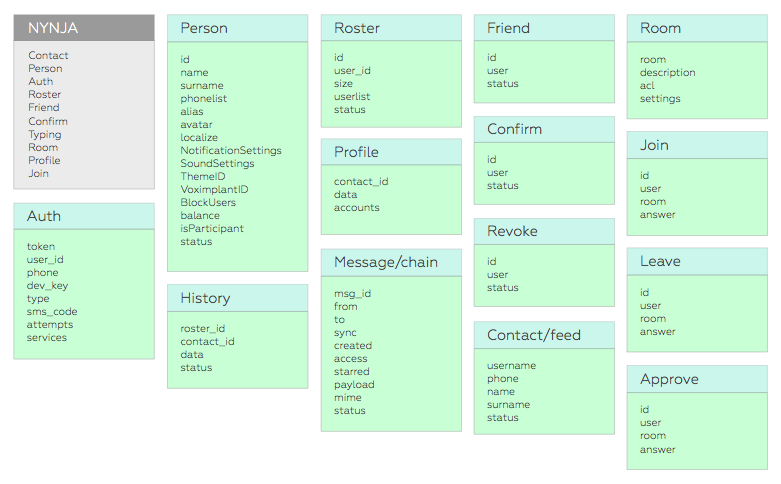 NYNJA
Contact
Person
Auth
Roster
Friend
Confirm
Typing
Room
Profile
Join
Auth
token
user_id
phone
dev_key
type
sms_code
attempts
services
Person
id
name
surname
phonelist
alias
avatar
localize
NotificationSettings
SoundSettings
ThemeID
VoximplantID
BlockUsers
balance
isParticipant
status
History
roster_id
contact_id
data
status
Roster
id
user_id
size
userlist
status
Profile
contact_id
data
accounts
Message/chain
msg_id
from
to
sync
created
access
starred
payload
mime
status
Friend
id
user
status
Confirm
id
user
status
Revoke
id
user
status
Contact/feed
username
phone
name
surname
status
Room
room
description
acl
settings
Join
id
user
room
answer
Leave
id
user
room
answer
Approve
id
user
room
answer